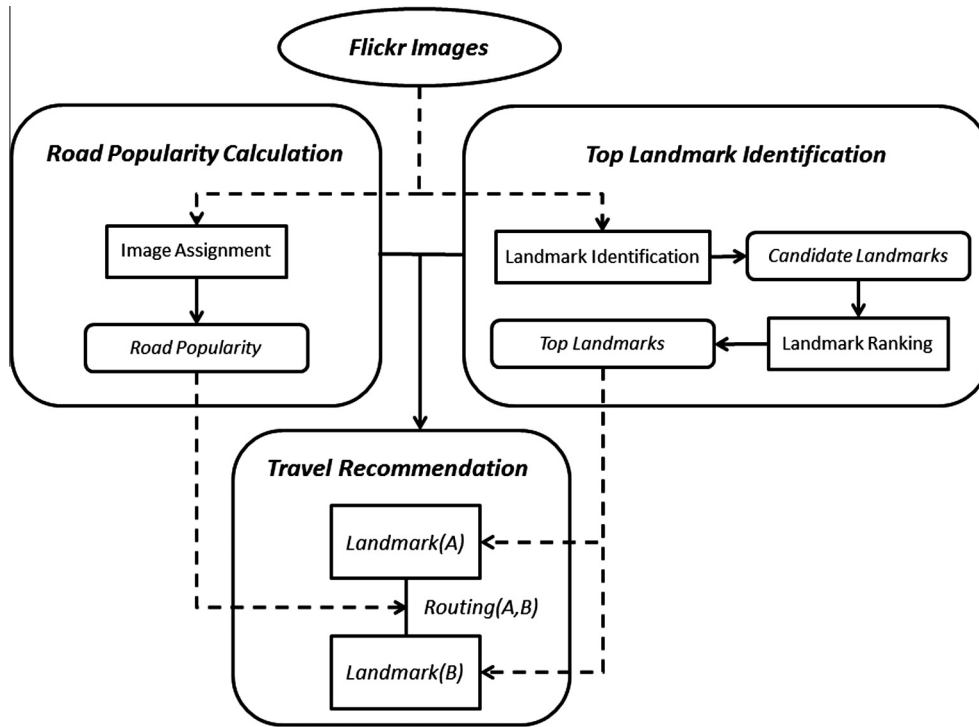 Flickr Images
Road Popularity Calculation
Image Assignment
Road Popularity
Top Landmark Identification
Landmark Identification
Candidate Landmarks
Landmark Ranking
Top Landmarks
Travel Recommendation
Landmark(A)
Routing(A,B)
Landmark(B)